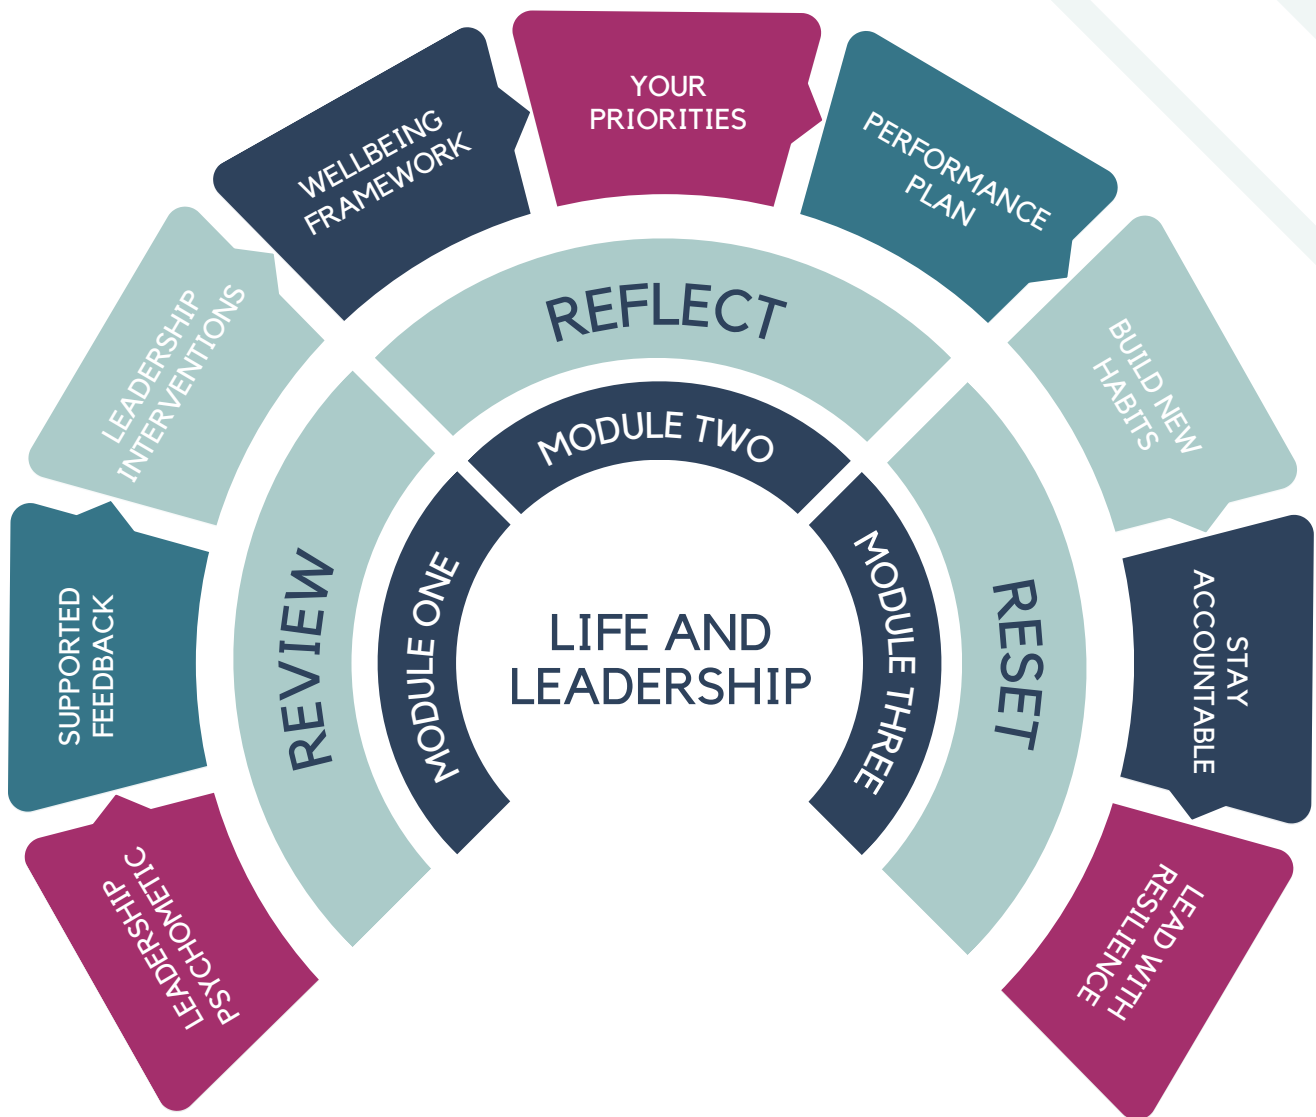 LIFE AND
LEADERSHIP
MODULE ONE
REVIEW
LEADERSHIP
PSYCHOMETIC
SUPPORTED
FEEDBACK
LEADERSHIP
INTERVENTIONS
MODULE TWO
REFLECT
WELLBEING
FRAMEWORK
YOUR
PRIORITIES
PERFORMANCE
PLAN
MODULE THREE
RESET
BUILD NEW
HABITS
STAY
ACCOUNTABLE
LEAD WITH
RESILIENCE